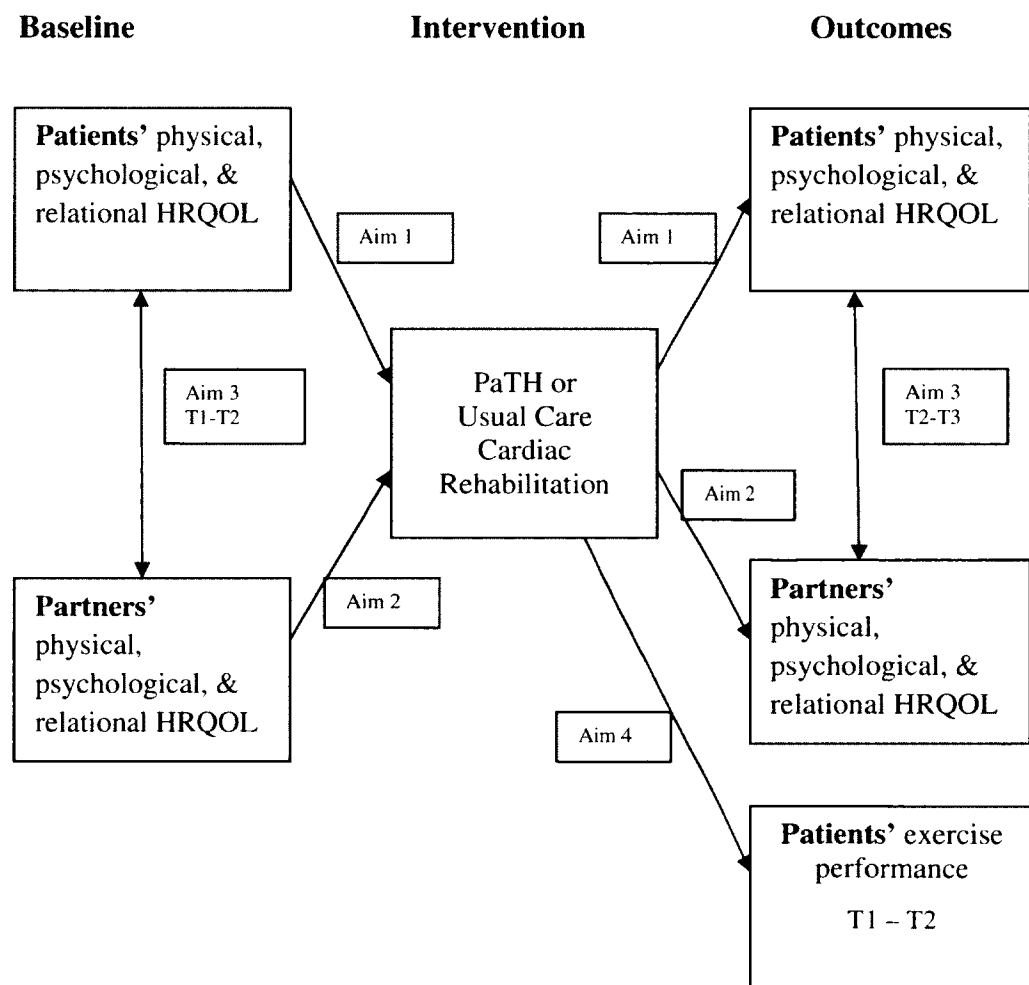 Baseline
Intervention
Outcomes
Patients' physical,
psychological, &
relational HRQOL
Aim 1
Aim 1
Patients' physical,
psychological, &
relational HRQOL
Aim 3
T1-T2
PaTH or
Usual Care
Cardiac
Rehabilitation
Aim 3
T2-T3
Partners'
physical,
psychological, &
relational HRQOL
Aim 2
Aim 2
Partners'
physical,
psychological, &
relational HRQOL
Aim 4
Patients' exercise
performance
T1 – T2